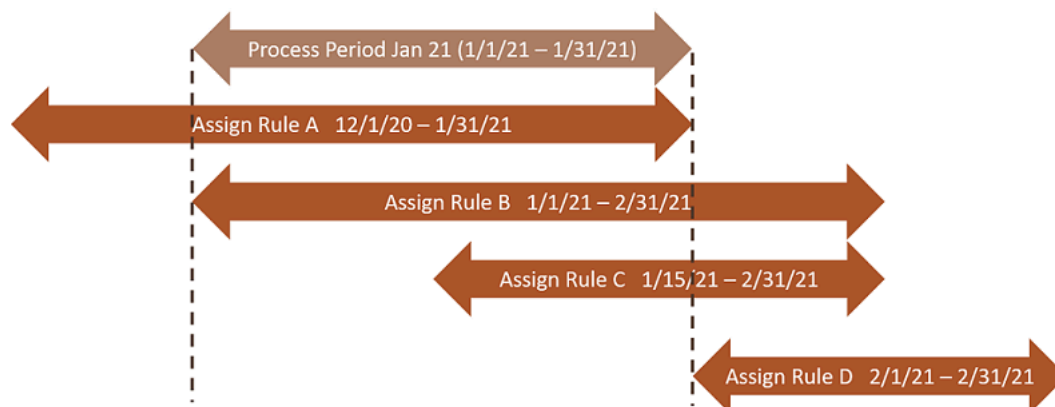 Process Period Jan 21 (1/1/21 – 1/31/21)
Assign Rule A 12/1/20 – 1/31/21
Assign Rule B 1/1/21 – 2/31/21
Assign Rule C 1/15/21 – 2/31/21
Assign Rule D 2/1/21 – 2/31/21